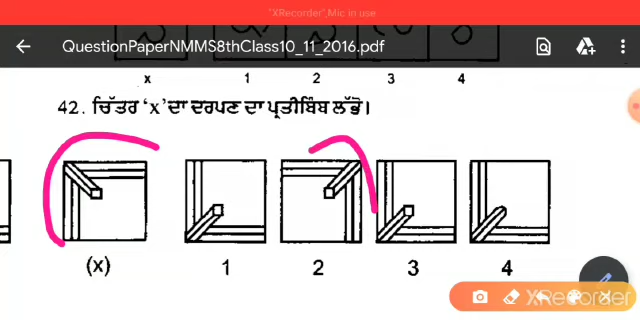 "XRecorder",Mic in use
QuestionPaperNMMS8thClass10_11_2016.pdf
x 1 2 3 4
42. ਚਿੱਤਰ ‘x’ਦਾ ਦਰਪਣ ਦਾ ਪ੍ਰਤੀਬਿੰਬ ਲੱਭੋ।
(x) 1 2 3 4
XRecorder